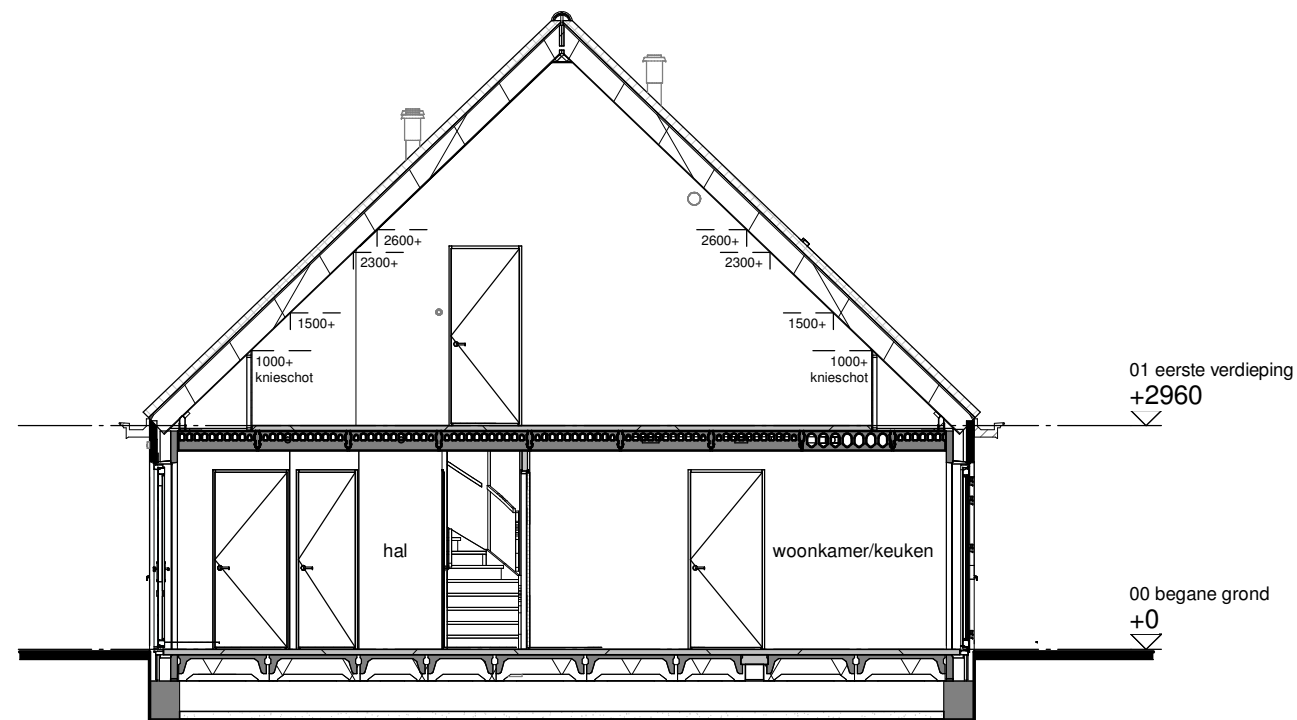 2600+
2600+
2300+
2300+
1500+
1500+
1000+
knieschot
1000+
knieschot
01 eerste verdieping
+2960
hal
woonkamer/keuken
00 begane grond
+0